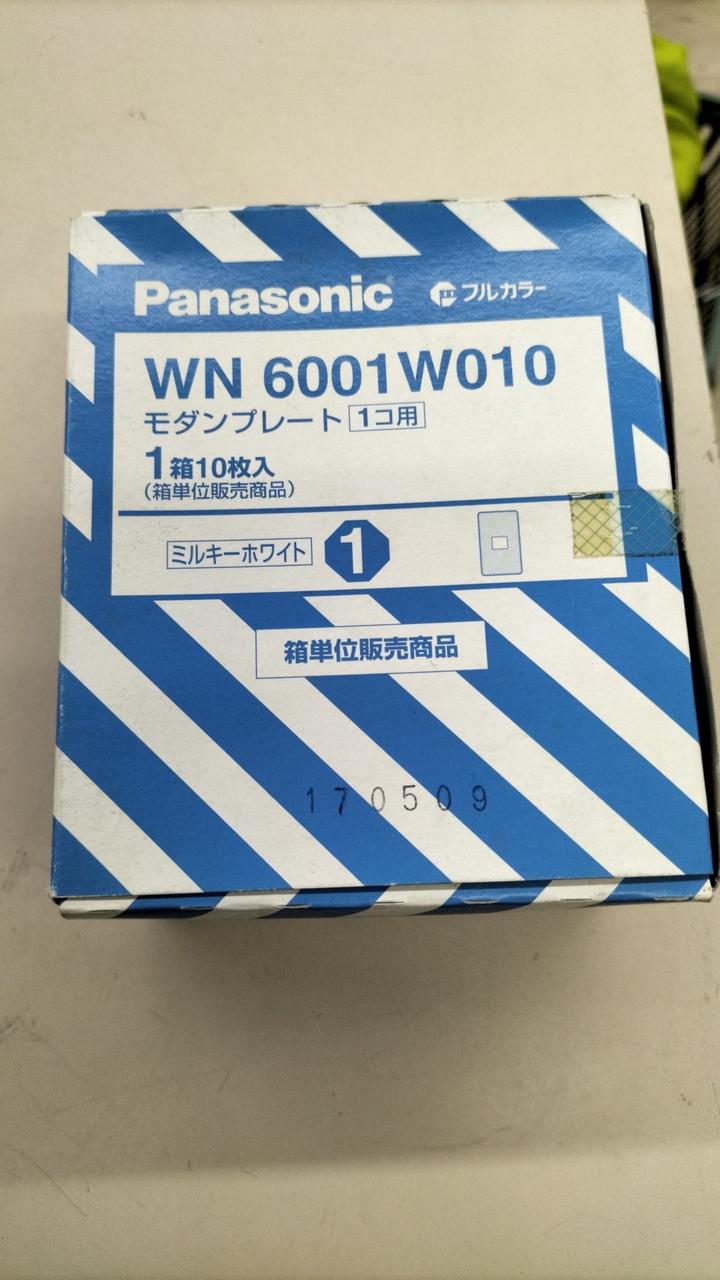 Panasonic® フルカラー
WN 6001W010
モダンプレート 1コ用
1箱10枚入
(箱単位販売商品)
ミルキーホワイト 1
箱単位販売商品
170509